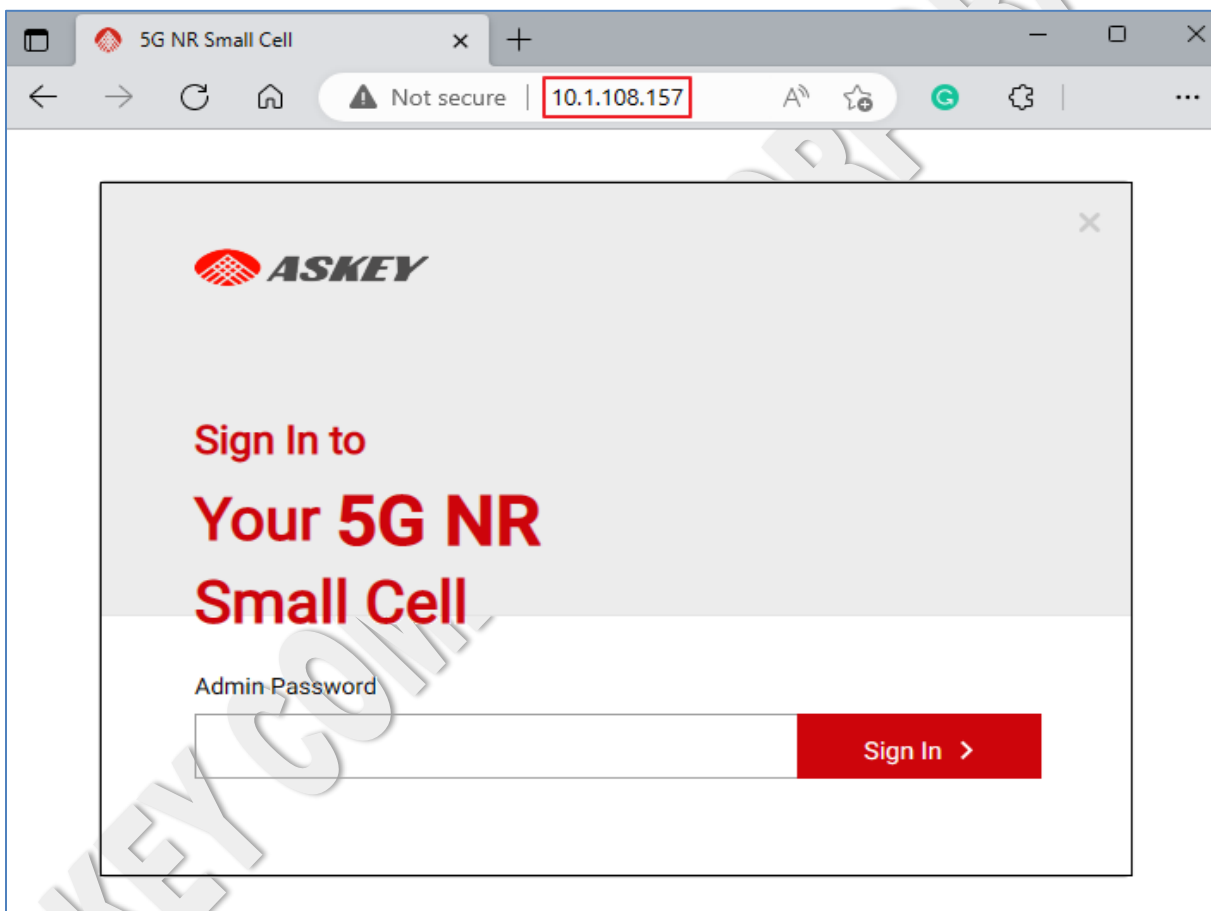 5G NR Small Cell
Not secure
10.1.108.157
ASKEY
Sign In to
Your 5G NR
Small Cell
Admin Password
Sign In >